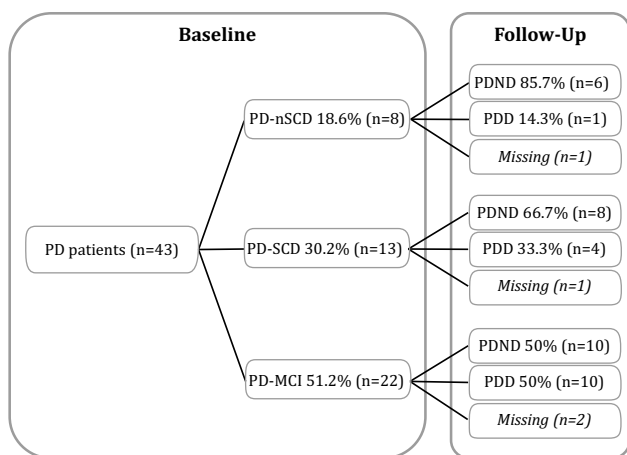 Baseline
Follow-Up
PD patients (n=43)
PD-nSCD 18.6% (n=8)
PDND 85.7% (n=6)
PDD 14.3% (n=1)
Missing (n=1)
PD-SCD 30.2% (n=13)
PDND 66.7% (n=8)
PDD 33.3% (n=4)
Missing (n=1)
PD-MCI 51.2% (n=22)
PDND 50% (n=10)
PDD 50% (n=10)
Missing (n=2)